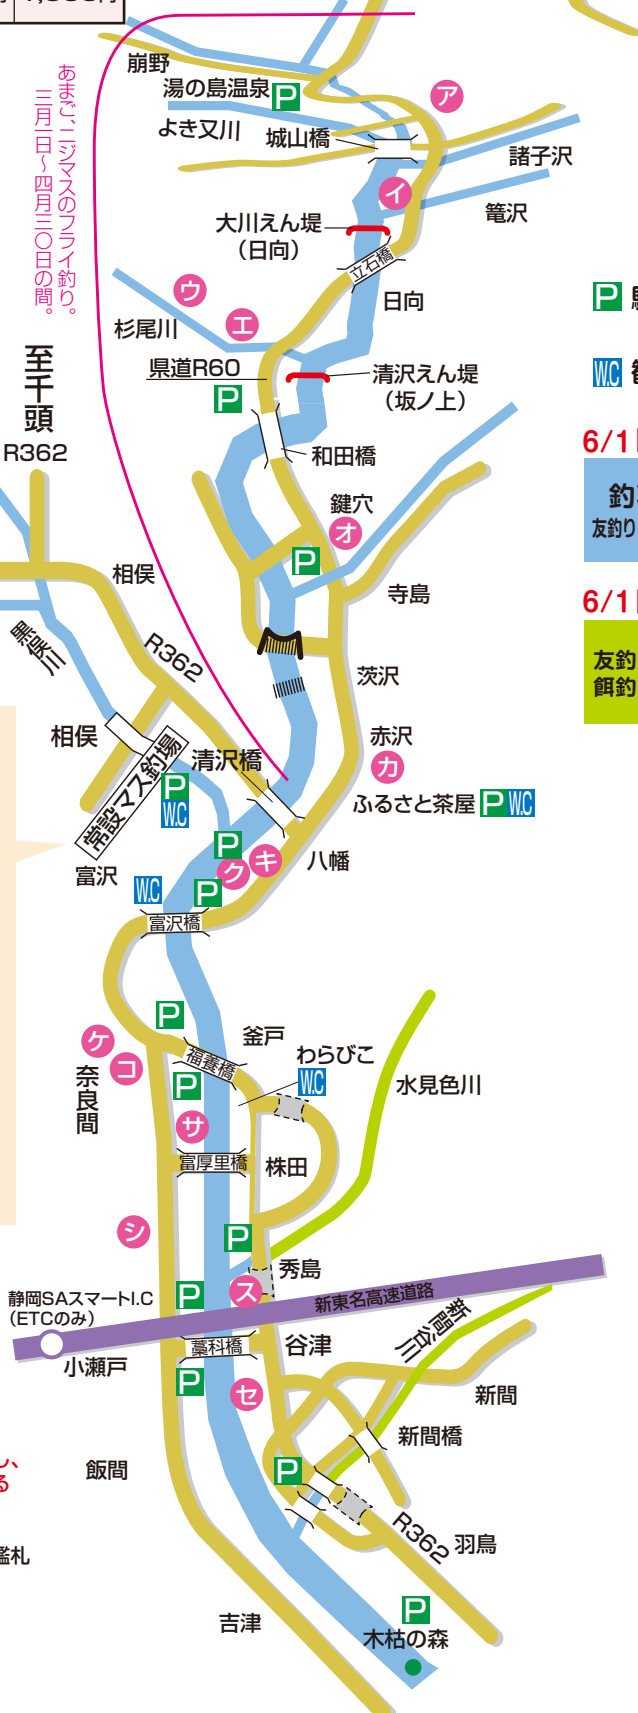 円
崩野
湯の島温泉 P
ア
よき又川
城山橋
諸子沢
あまご、ニジマスのフライ釣り。
三月一日〜四月三〇日の間。
イ
篭沢
大川えん堤
（日向）
立石橋
日向
ウ
エ
杉尾川
P
県道R60
清沢えん堤
（坂ノ上）
W.C
P
至千頭
R362
和田橋
6/1
釣
友釣り
鍵穴
オ
P
相俣
寺島
6/1
黒俣川
R362
友釣
餌釣
茨沢
相俣
赤沢
清沢橋
カ
常設マス釣場
P
W.C
ふるさと茶屋 P W.C
P
キ
ク
八幡
富沢
W.C
P
富沢橋
P
釜戸
ケ
コ
福養橋
わらびこ
W.C
奈良間
P
水見色川
サ
富厚里橋
株田
シ
P
秀島
静岡SAスマートI.C
（ETCのみ）
P
ス
新東名高速道路
新間谷川
小瀬戸
藁科橋
谷津
P
セ
新間
新間橋
し、
る
飯間
P
R362
羽鳥
鑑札
P
吉津
木枯の森